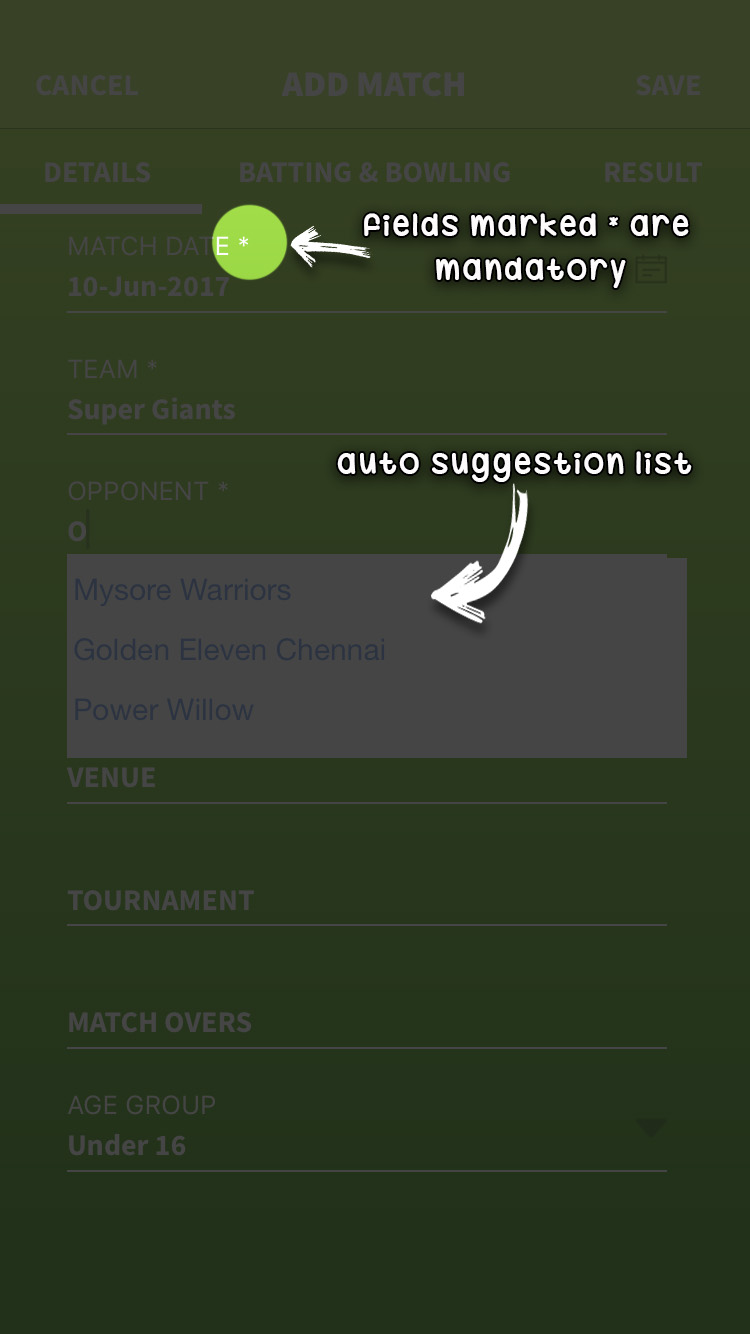 CANCEL ADD MATCH SAVE
DETAILS BATTING & BOWLING RESULT
MATCH DATE *
fields marked * are
mandatory
10-Jun-2017
TEAM *
Super Giants
auto suggestion list
OPPONENT *
O
Mysore Warriors
Golden Eleven Chennai
Power Willow
VENUE
TOURNAMENT
MATCH OVERS
AGE GROUP
Under 16